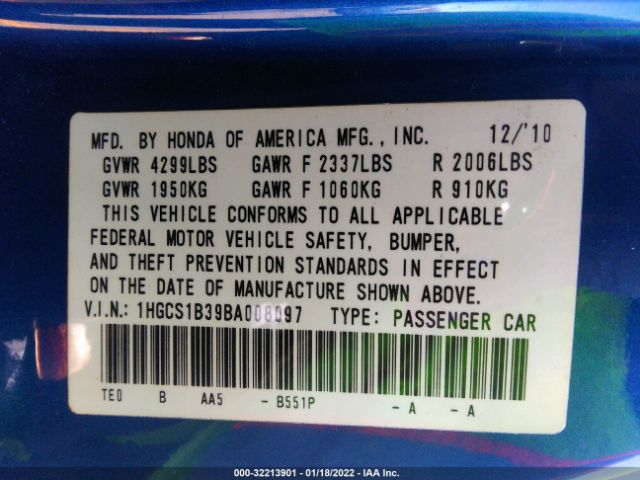 MFD. BY HONDA OF AMERICA MFG., INC. 12/'10
GVWR 4299LBS GAWR F 2337LBS R 2006LBS
GVWR 1950KG GAWR F 1060KG R 910KG
THIS VEHICLE CONFORMS TO ALL APPLICABLE
FEDERAL MOTOR VEHICLE SAFETY, BUMPER,
AND THEFT PREVENTION STANDARDS IN EFFECT
ON THE DATE OF MANUFACTURE SHOWN ABOVE.
V.I.N.: 1HGCS1B39BA008097 TYPE: PASSENGER CAR
TE0 B AA5 - B551P - A - A
000-32213901 - 01/18/2022 - IAA Inc.